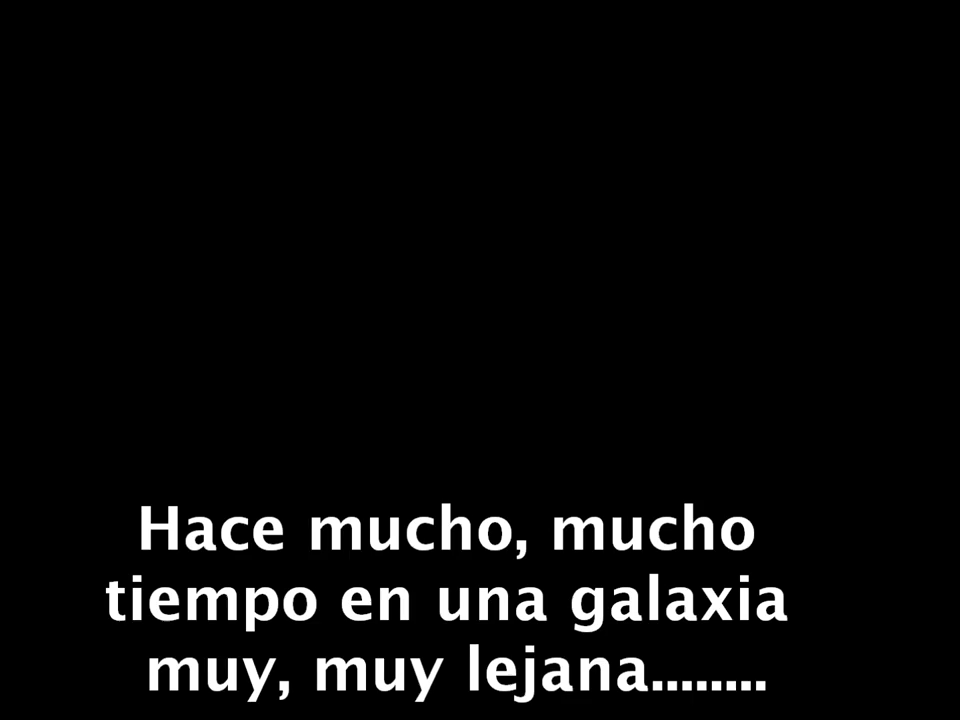 Hace mucho, mucho
tiempo en una galaxia
muy, muy lejana........